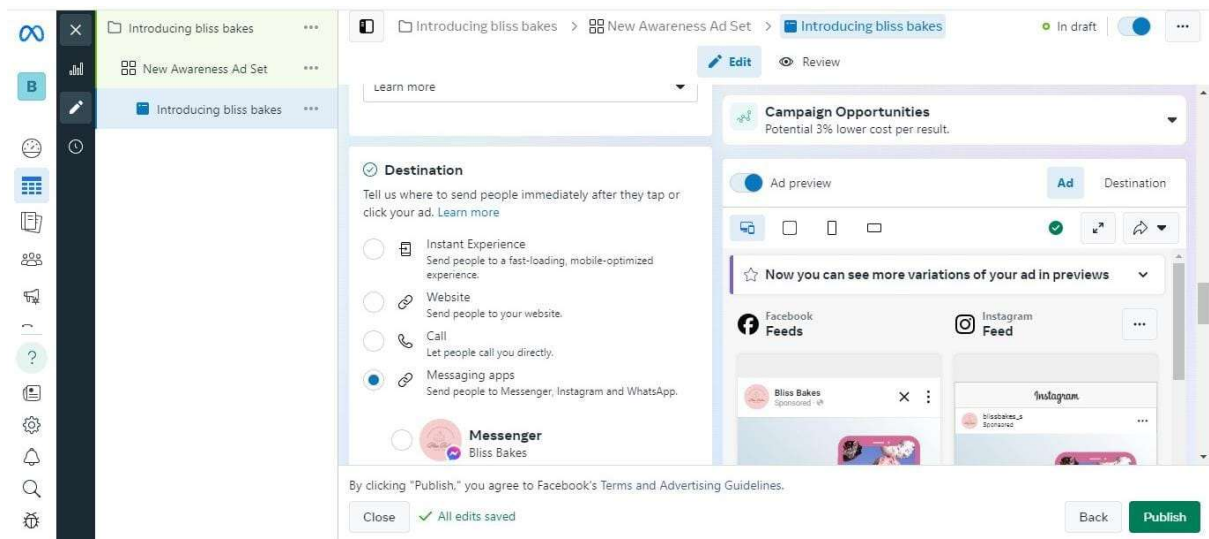 Introducing bliss bakes
New Awareness Ad Set
Introducing bliss bakes
B
?
Introducing bliss bakes > New Awareness Ad Set > Introducing bliss bakes
In draft
Edit
Review
Learn more
Destination
Tell us where to send people immediately after they tap or
click your ad. Learn more
Instant Experience
Send people to a fast-loading, mobile-optimized
experience.
Website
Send people to your website.
Call
Let people call you directly.
Messaging apps
Send people to Messenger, Instagram and WhatsApp.
Messenger
Bliss Bakes
Campaign Opportunities
Potential 3% lower cost per result.
Ad preview
Ad
Destination
Now you can see more variations of your ad in previews
Facebook
Feeds
Instagram
Feed
Bliss Bakes
Sponsored
Instagram
blissbakes_s
Sponsored
By clicking "Publish," you agree to Facebook's Terms and Advertising Guidelines.
Close
All edits saved
Back
Publish